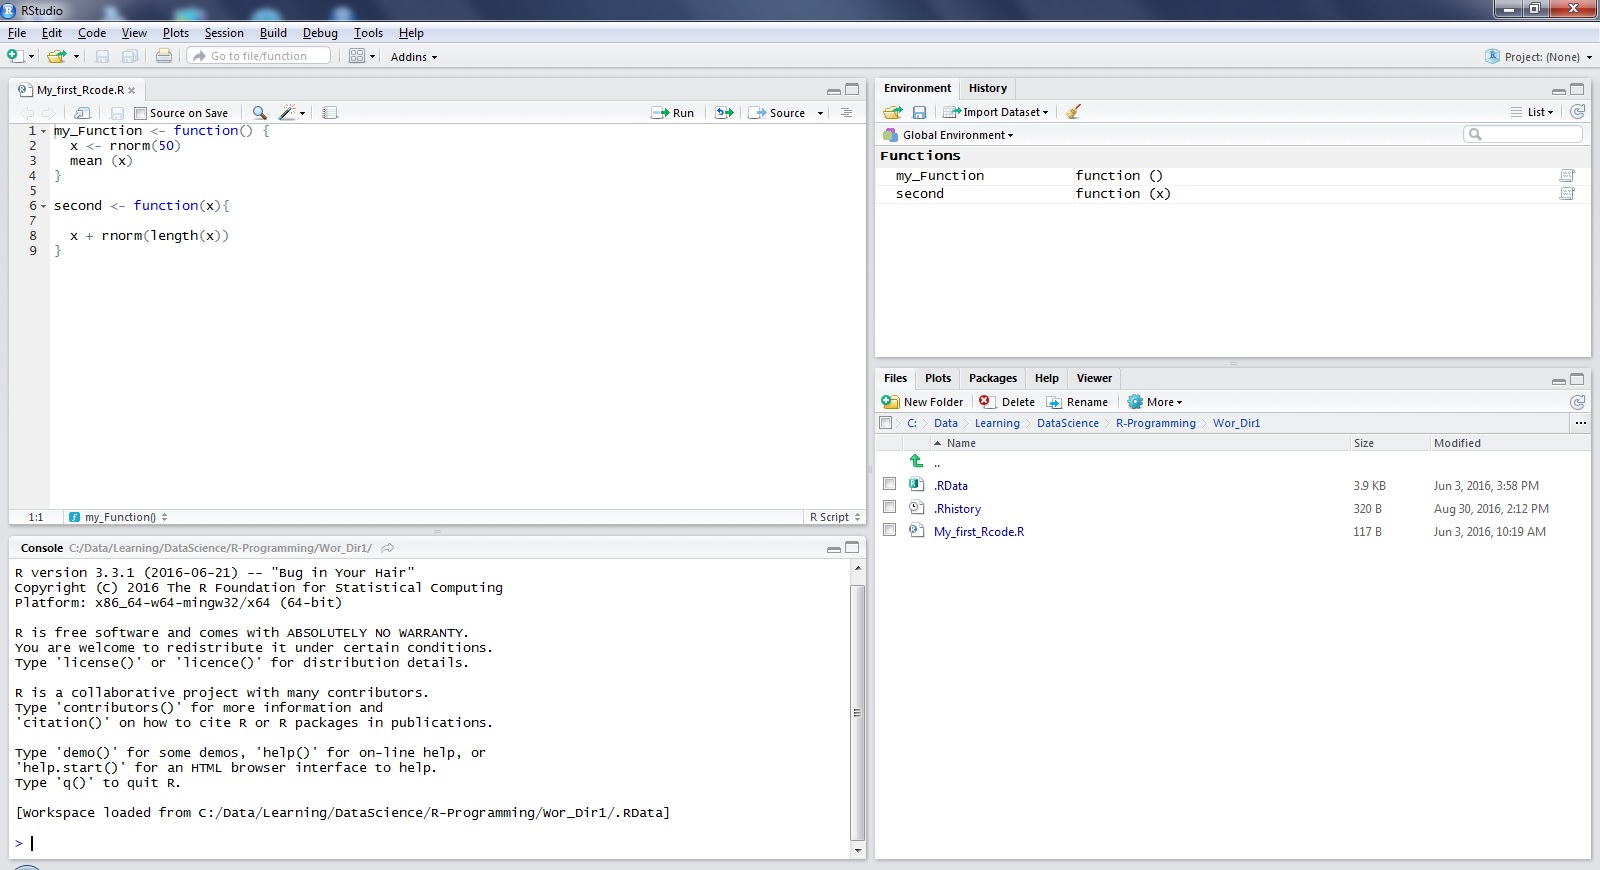 RStudio
File Edit Code View Plots Session Build Debug Tools Help
Go to file/function Addins Project: (None)
My_first_Rcode.R
Source on Save Run Source
1 my_Function <- function() {
2 x <- rnorm(50)
3 mean (x)
4 }
5
6 second <- function(x){
7
8 x + rnorm(length(x))
9 }
1:1 my_Function() R Script
Console C:/Data/Learning/DataScience/R-Programming/Wor_Dir1/
R version 3.3.1 (2016-06-21) -- "Bug in Your Hair"
Copyright (C) 2016 The R Foundation for Statistical Computing
Platform: x86_64-w64-mingw32/x64 (64-bit)
R is free software and comes with ABSOLUTELY NO WARRANTY.
You are welcome to redistribute it under certain conditions.
Type 'license()' or 'licence()' for distribution details.
R is a collaborative project with many contributors.
Type 'contributors()' for more information and
'citation()' on how to cite R or R packages in publications.
Type 'demo()' for some demos, 'help()' for on-line help, or
'help.start()' for an HTML browser interface to help.
Type 'q()' to quit R.
[Workspace loaded from C:/Data/Learning/DataScience/R-Programming/Wor_Dir1/.RData]
>
Environment History
Import Dataset List
Global Environment
Functions
my_Function function ()
second function (x)
Files Plots Packages Help Viewer
New Folder Delete Rename More
C: Data Learning DataScience R-Programming Wor_Dir1 ...
Name Size Modified
..
.RData 3.9 KB Jun 3, 2016, 3:58 PM
.Rhistory 320 B Aug 30, 2016, 2:12 PM
My_first_Rcode.R 117 B Jun 3, 2016, 10:19 AM